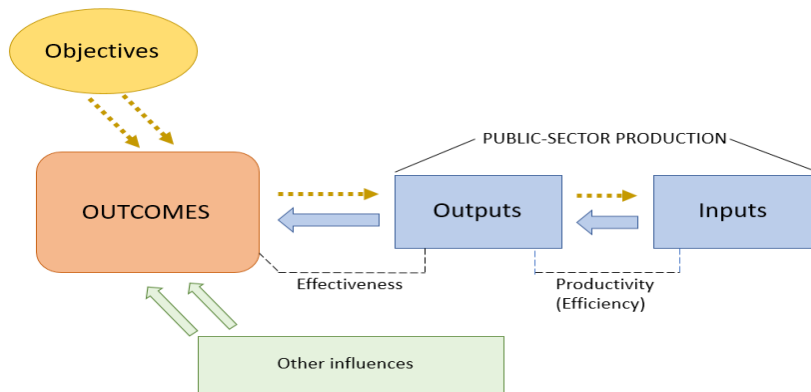 Objectives
PUBLIC-SECTOR PRODUCTION
OUTCOMES
Outputs
Inputs
Effectiveness
Productivity
(Efficiency)
Other influences